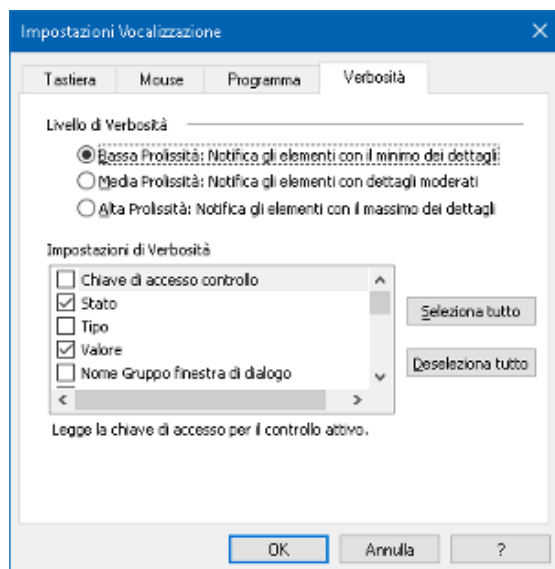 Impostazioni Vocalizzazione
Tastiera Mouse Programma Verbosità
Livello di Verbosità
Bassa Prolissità: Notifica gli elementi con il minimo dei dettagli
Media Prolissità: Notifica gli elementi con dettagli moderati
Alta Prolissità: Notifica gli elementi con il massimo dei dettagli
Impostazioni di Verbosità
Chiave di accesso controllo
Stato
Tipo
Valore
Nome Gruppo finestra di dialogo
Seleziona tutto
Deseleziona tutto
Legge la chiave di accesso per il controllo attivo.
OK Annulla ?